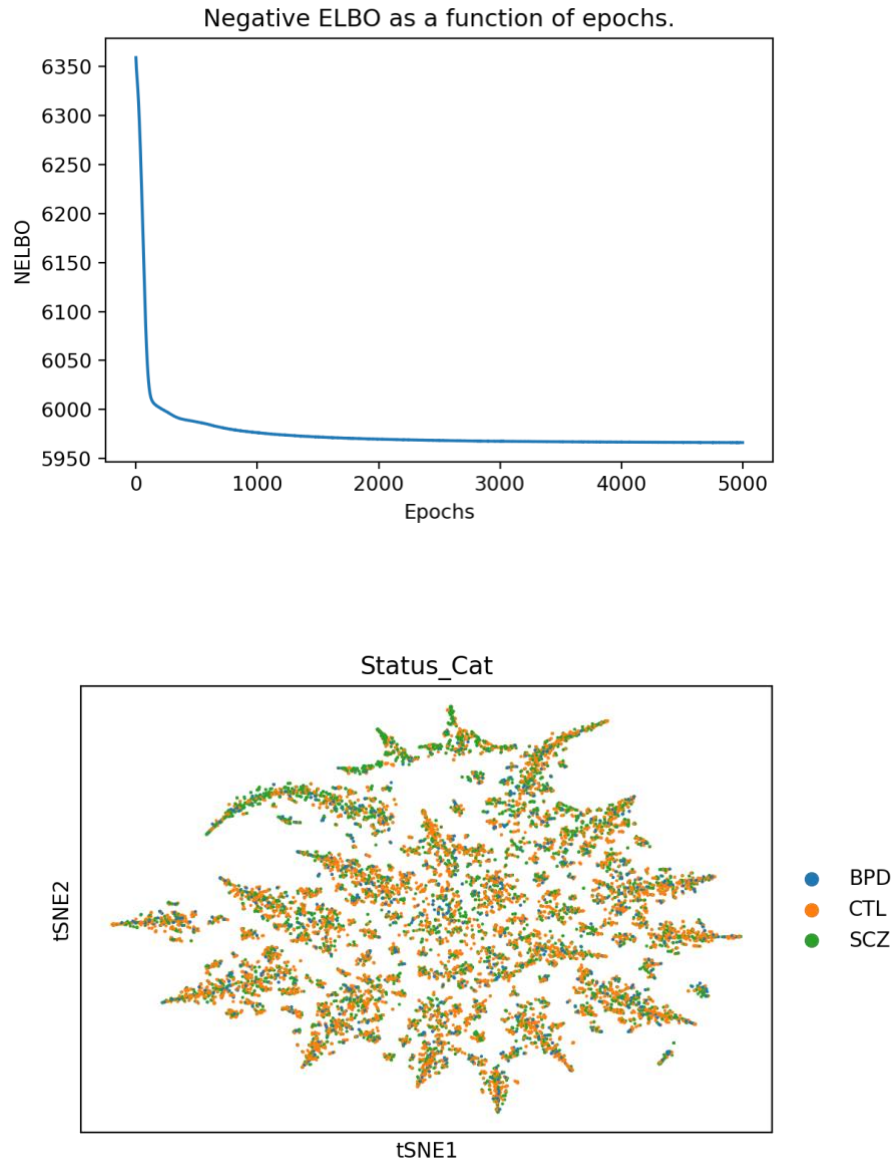 Negative ELBO as a function of epochs.
6350
6300
6250
6200
6150
6100
6050
6000
5950
NELBO
0 1000 2000 3000 4000 5000
Epochs
Status_Cat
tSNE2
BPD
CTL
SCZ
tSNE1